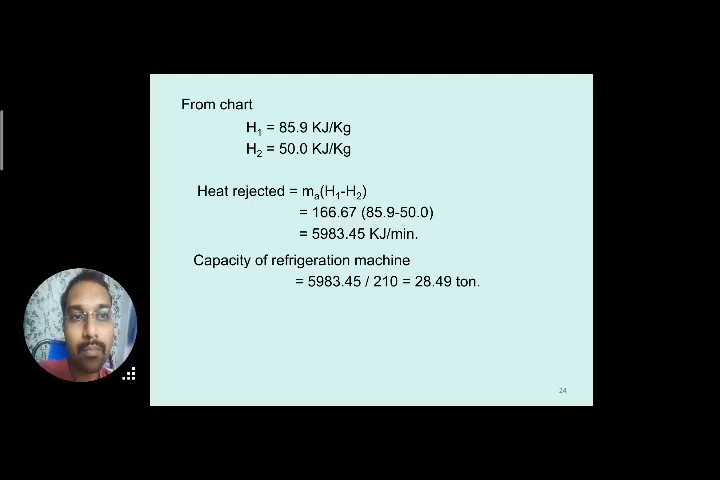 From chart
H₁ = 85.9 KJ/Kg
H₂ = 50.0 KJ/Kg
Heat rejected = mₐ(H₁-H₂)
= 166.67 (85.9-50.0)
= 5983.45 KJ/min.
Capacity of refrigeration machine
= 5983.45 / 210 = 28.49 ton.
24